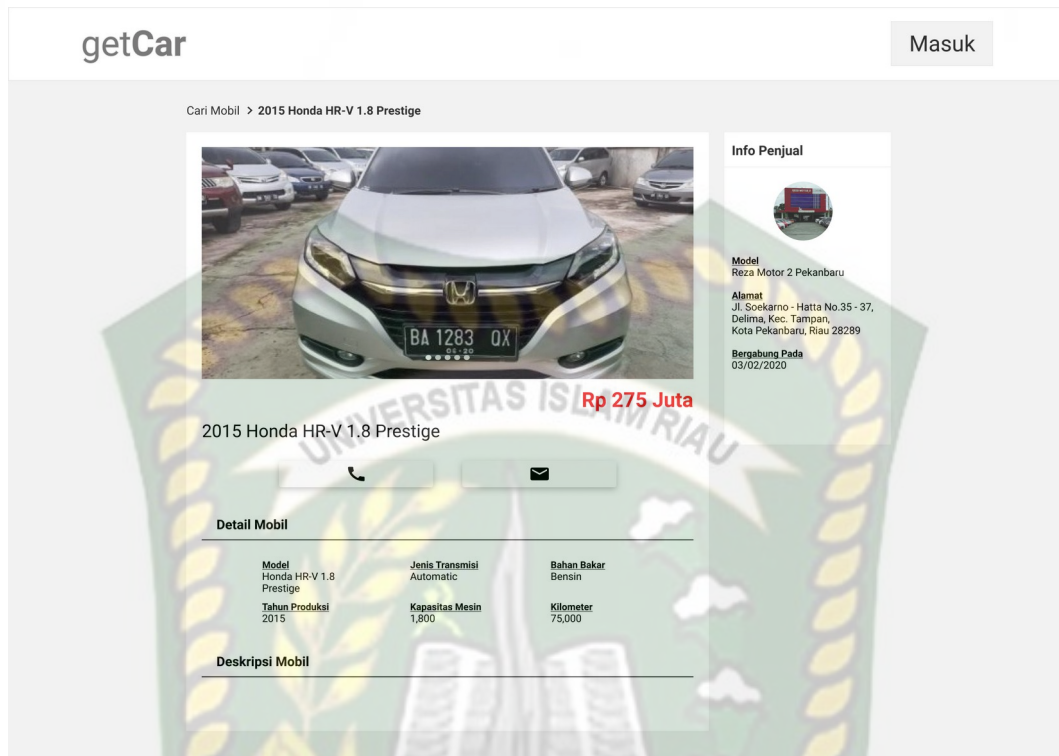 getCar
Masuk
Cari Mobil > 2015 Honda HR-V 1.8 Prestige
BA 1283 QX
06·20
Rp 275 Juta
2015 Honda HR-V 1.8 Prestige
Detail Mobil
Model
Honda HR-V 1.8
Prestige
Jenis Transmisi
Automatic
Bahan Bakar
Bensin
Tahun Produksi
2015
Kapasitas Mesin
1,800
Kilometer
75,000
Deskripsi Mobil
Info Penjual
Model
Reza Motor 2 Pekanbaru
Alamat
Jl. Soekarno - Hatta No.35 - 37,
Delima, Kec. Tampan,
Kota Pekanbaru, Riau 28289
Bergabung Pada
03/02/2020
UNIVERSITAS ISLAM RIAU